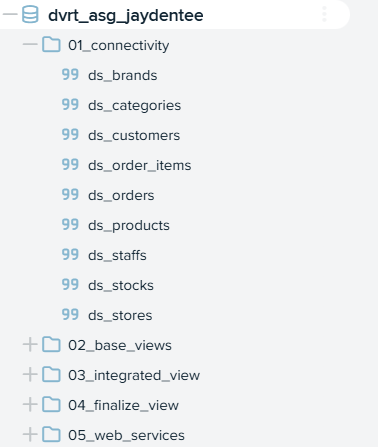 dvrt_asg_jaydentee
01_connectivity
ds_brands
ds_categories
ds_customers
ds_order_items
ds_orders
ds_products
ds_staffs
ds_stocks
ds_stores
02_base_views
03_integrated_view
04_finalize_view
05_web_services